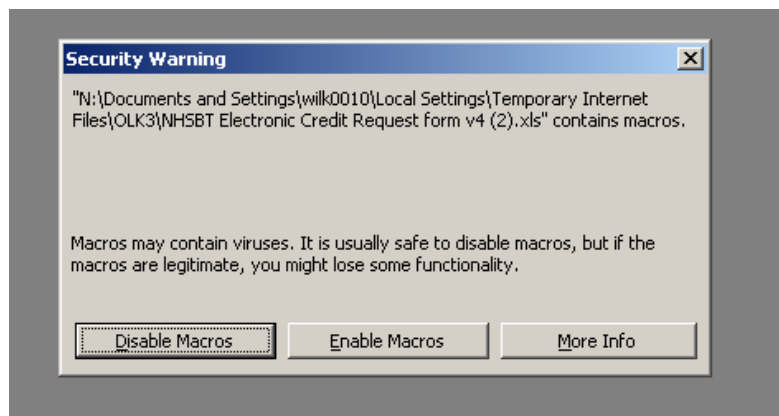 Security Warning
"N:\Documents and Settings\wilk0010\Local Settings\Temporary Internet
Files\OLK3\NHSBT Electronic Credit Request form v4 (2).xls" contains macros.
Macros may contain viruses. It is usually safe to disable macros, but if the
macros are legitimate, you might lose some functionality.
Disable Macros Enable Macros More Info